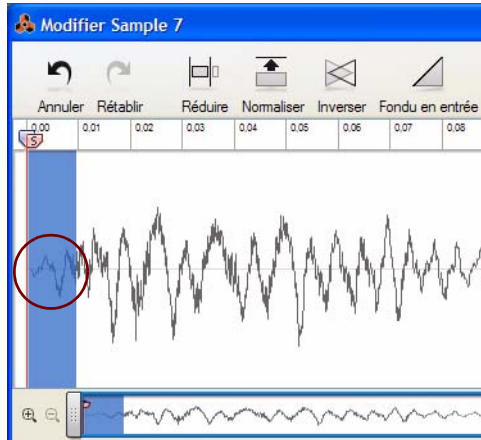 Modifier Sample 7
Annuler Rétablir Réduire Normaliser Inverser Fondu en entrée
0,00 0,01 0,02 0,03 0,04 0,05 0,06 0,07 0,08
S